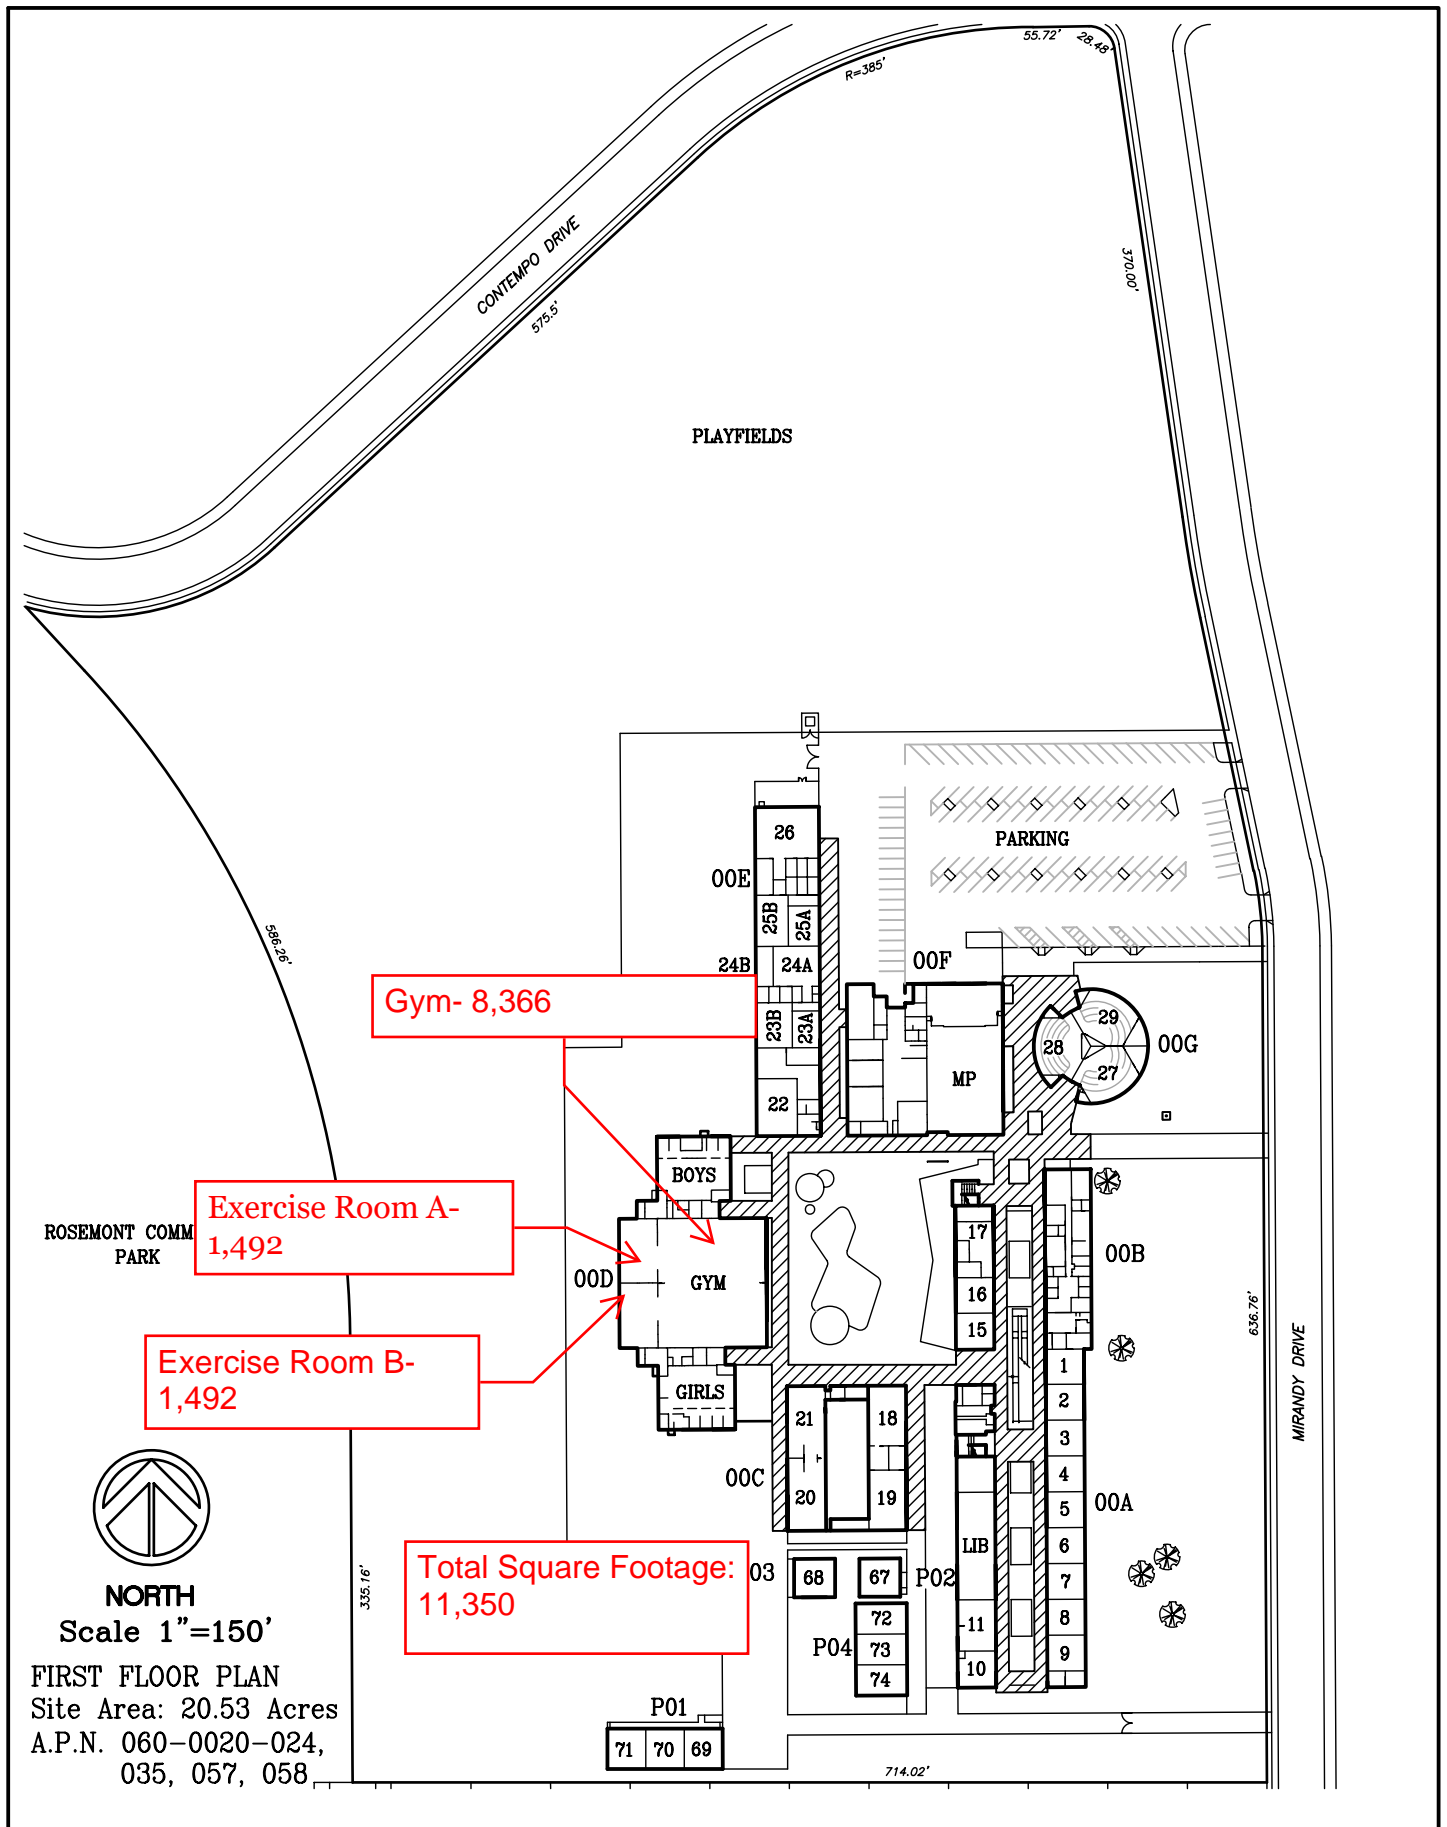 55.72'
28.48'
R=385'
CONTEMPO DRIVE
575.5'
370.00'
PLAYFIELDS
26
PARKING
00E
25B
25A
586.26'
24B
24A
00F
Gym- 8,366
23B
23A
29
28
00G
27
MP
22
BOYS
Exercise Room A-
1,492
ROSEMONT COMM
PARK
17
00B
00D
GYM
16
15
636.76'
MIRANDY DRIVE
Exercise Room B-
1,492
GIRLS
1
2
21
18
3
00C
4
20
19
5
00A
LIB
6
Total Square Footage:
11,350
03
68
67
P02
7
335.16'
NORTH
Scale 1"=150'
72
11
8
P04
73
74
10
9
FIRST FLOOR PLAN
Site Area: 20.53 Acres
A.P.N. 060-0020-024,
035, 057, 058
P01
71
70
69
714.02'